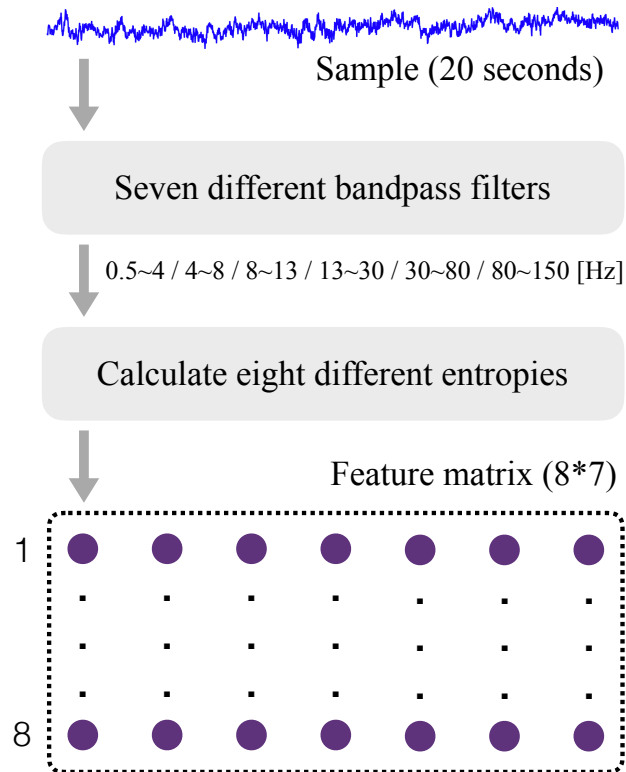 Sample (20 seconds)
Seven different bandpass filters
0.5~4 / 4~8 / 8~13 / 13~30 / 30~80 / 80~150 [Hz]
Calculate eight different entropies
Feature matrix (8*7)
1
8